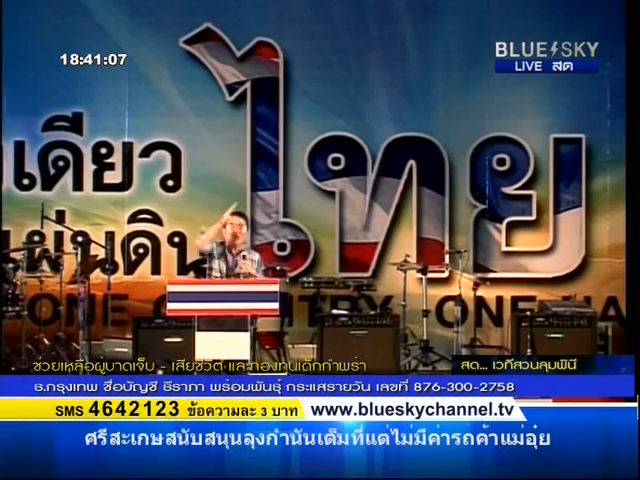 18:41:07
BLUESKY
LIVE สด
เดียว
ไทย
แผ่นดิน
ONE
ONE
ช่วยเหลือผู้บาดเจ็บ - เสียชีวิต และกองทุนเด็กกำพร้า
สด... เวทีสวนลุมพินี
ธ.กรุงเทพ ชื่อบัญชี ธีราภา พร้อมพันธุ์ กระแสรายวัน เลขที่ 876-300-2758
SMS 4642123 ข้อความละ 3 บาท www.blueskychannel.tv
ศรีสะเกษสนับสนุนลุงกำนันเต็มที่แต่ไม่มีค่ารถค้าแม่อุ๋ย